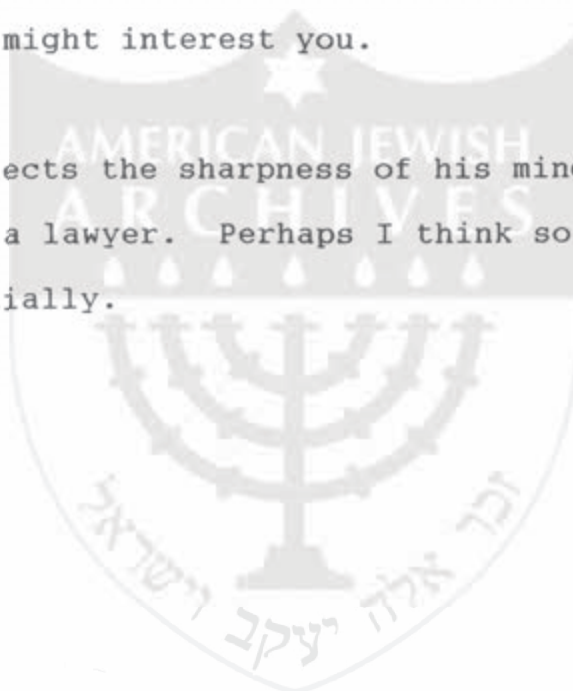 might interest you.
AMERICAN JEWISH
ects the sharpness of his min
ARCHIVES
a lawyer. Perhaps I think so
ially.
זכר אלה יעקב וישראל